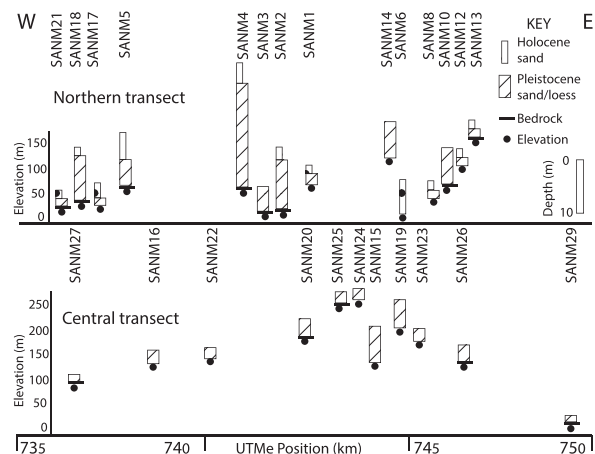 W
E
SANM21
SANM18
SANM17
SANM5
SANM4
SANM3
SANM2
SANM1
SANM14
SANM6
SANM8
SANM10
SANM12
SANM13
KEY
Holocene
sand
Pleistocene
sand/loess
Bedrock
Elevation
Northern transect
Elevation (m)
150
100
50
0
Depth (m)
0
10
SANM27
SANM16
SANM22
SANM20
SANM25
SANM24
SANM15
SANM19
SANM23
SANM26
SANM29
Central transect
Elevation (m)
250
200
150
100
50
0
735
740
UTMe Position (km)
745
750